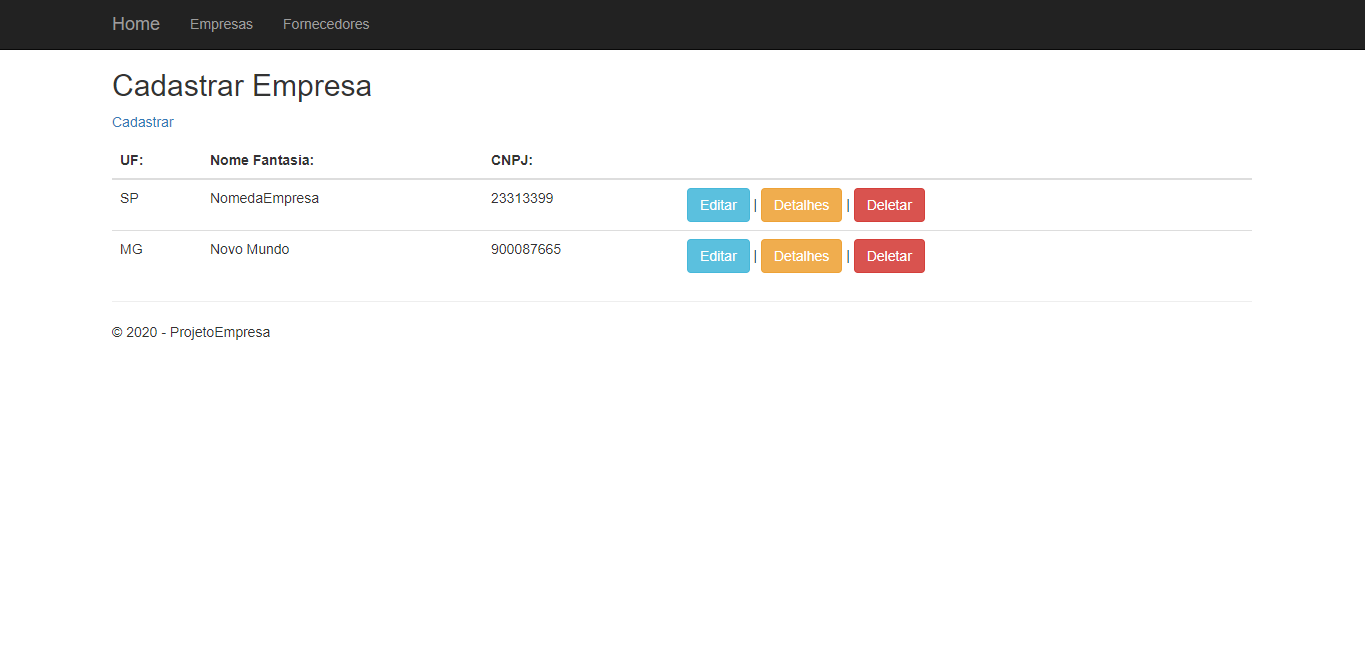 Home Empresas Fornecedores
Cadastrar Empresa
Cadastrar
UF: Nome Fantasia: CNPJ:
SP NomedaEmpresa 23313399 Editar | Detalhes | Deletar
MG Novo Mundo 900087665 Editar | Detalhes | Deletar
© 2020 - ProjetoEmpresa